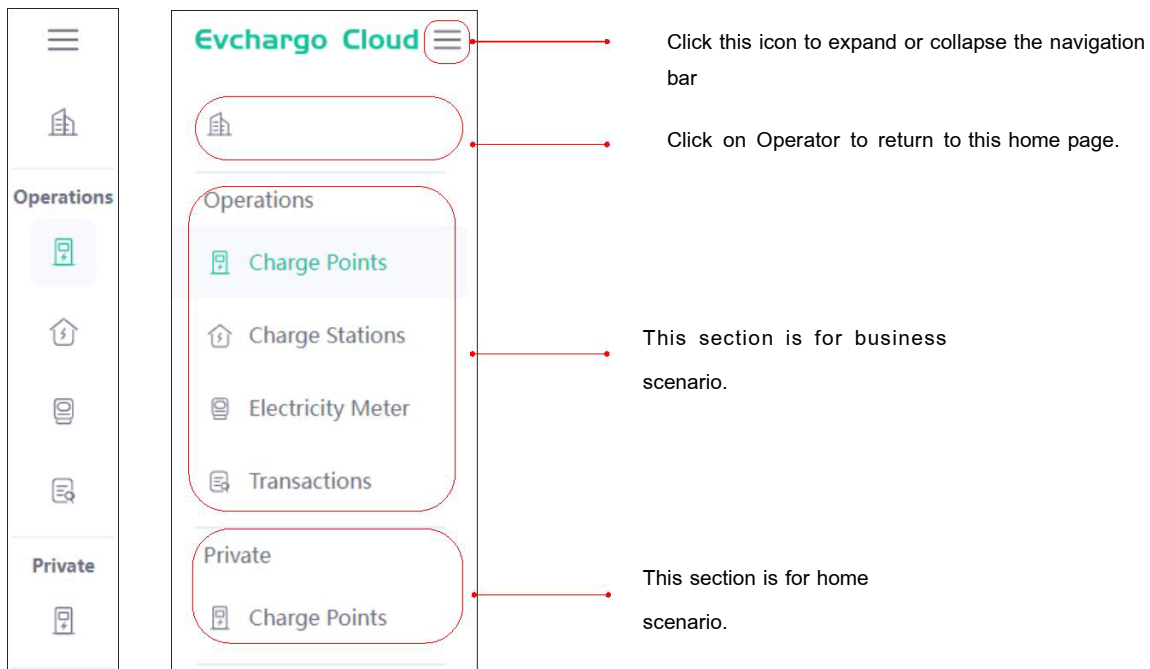 Evchargo Cloud
Click this icon to expand or collapse the navigation
bar
Click on Operator to return to this home page.
Operations
Operations
Charge Points
Charge Stations
This section is for business
scenario.
Electricity Meter
Transactions
Private
Private
This section is for home
scenario.
Charge Points